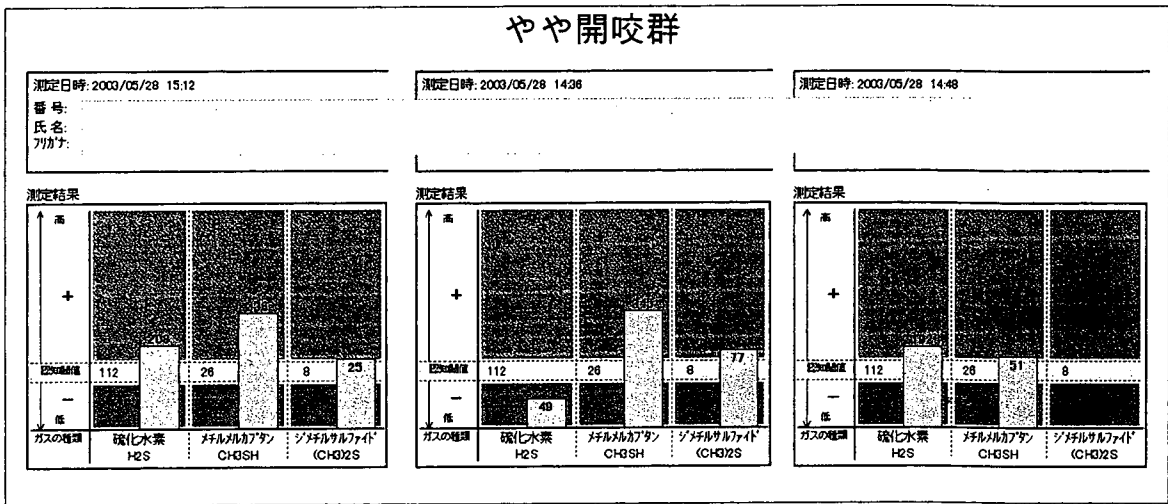 やや開咬群
測定日時: 2003/05/28 15:12
番 号:
氏 名:
フリガナ:
測定結果
高
+
認知閾値 112 26 8 25
−
低
ガスの種類 硫化水素 メチルメルカプタン ジメチルサルファイド
H2S CH3SH (CH3)2S
測定日時: 2003/05/28 14:36
測定結果
高
+
77
認知閾値 112 26 8
−
49
低
ガスの種類 硫化水素 メチルメルカプタン ジメチルサルファイド
H2S CH3SH (CH3)2S
測定日時: 2003/05/28 14:48
測定結果
高
+
認知閾値 112 26 51 8
−
低
ガスの種類 硫化水素 メチルメルカプタン ジメチルサルファイド
H2S CH3SH (CH3)2S